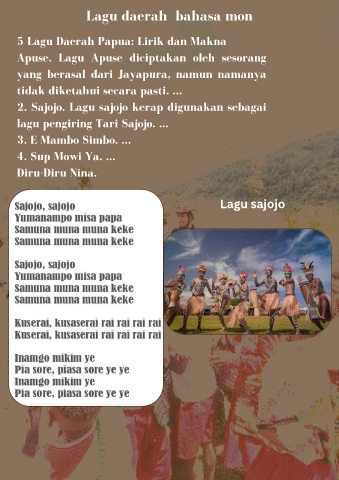 Lagu daerah bahasa mon
5 Lagu Daerah Papua: Lirik dan Makna
Apuse. Lagu Apuse diciptakan oleh sesorang
yang berasal dari Jayapura, namun namanya
tidak diketahui secara pasti. ...
2. Sajojo. Lagu sajojo kerap digunakan sebagai
lagu pengiring Tari Sajojo. ...
3. E Mambo Simbo. ...
4. Sup Mowi Ya. ...
Diru-Diru Nina.
Lagu sajojo
Sajojo, sajojo
Yumanampo misa papa
Samuna muna muna keke
Samuna muna muna keke
Sajojo, sajojo
Yumanampo misa papa
Samuna muna muna keke
Samuna muna muna keke
Kuserai, kusaserai rai rai rai rai
Kuserai, kusaserai rai rai rai rai
Inamgo mikim ye
Pia sore, piasa sore ye ye
Inamgo mikim ye
Pia sore, piasa sore ye ye